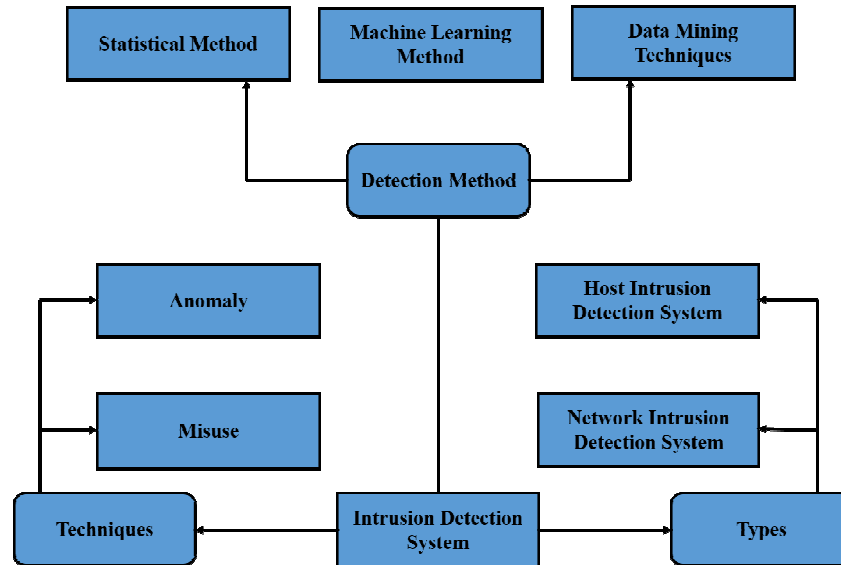 Statistical Method
Machine Learning
Method
Data Mining
Techniques
Detection Method
Anomaly
Host Intrusion
Detection System
Misuse
Network Intrusion
Detection System
Techniques
Intrusion Detection
System
Types